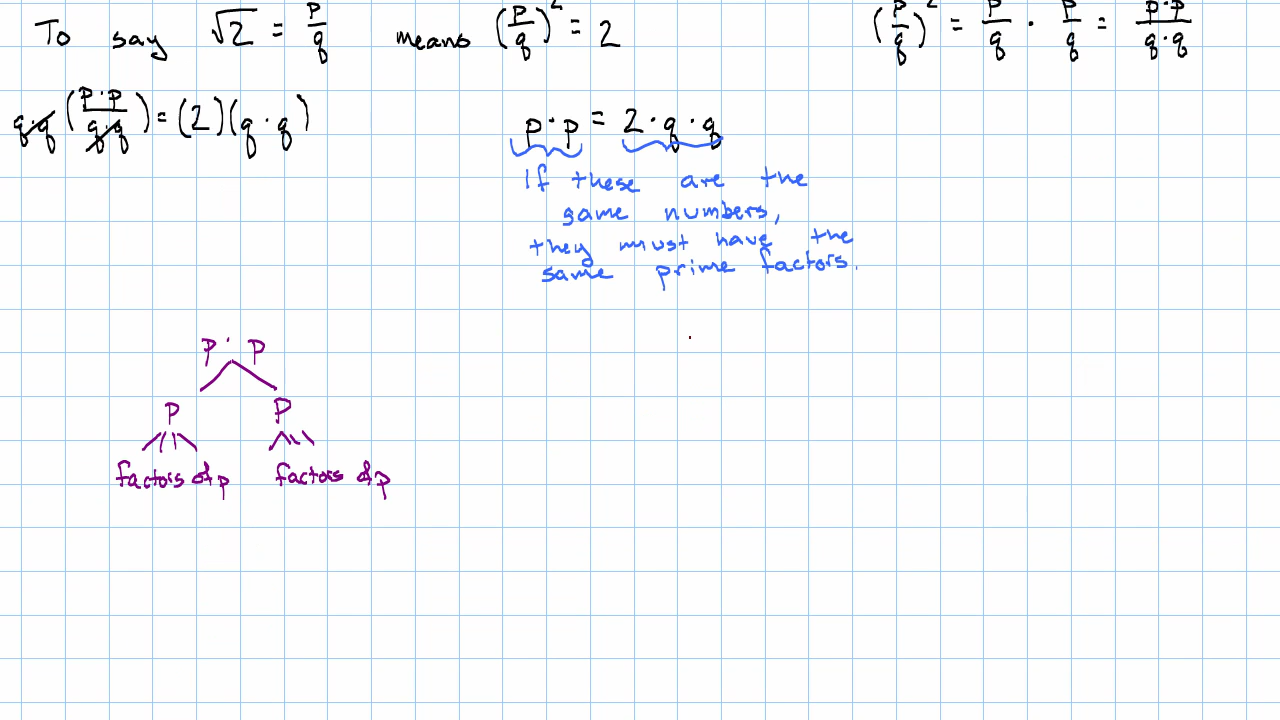 To say √2 = p/q means (p/q)² = 2
(p/q)² = p/q · p/q = p·p/q·q
q·q (p·p/q·q) = (2)(q·q)
p·p = 2·q·q
If these are the
same numbers,
they must have the
same prime factors.
p · p
p p
factors of p factors of p